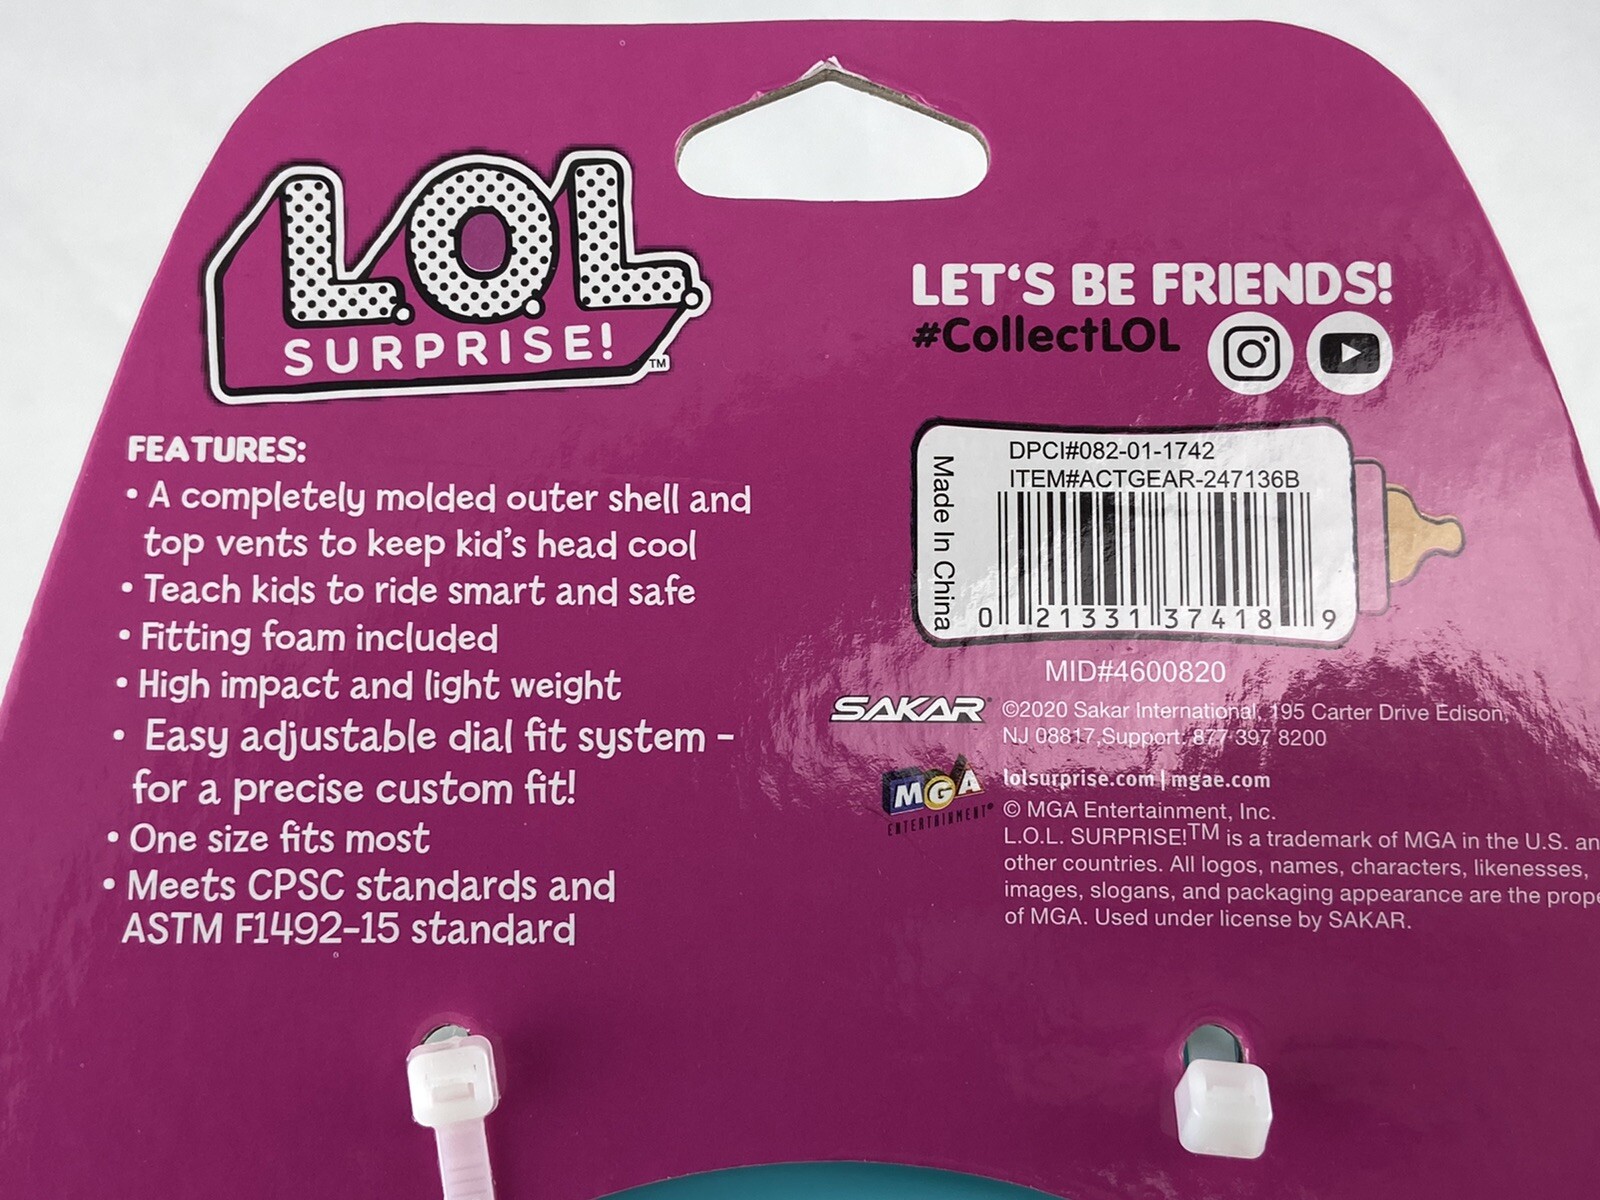 L.O.L.
SURPRISE!™
FEATURES:
• A completely molded outer shell and
top vents to keep kid's head cool
• Teach kids to ride smart and safe
• Fitting foam included
• High impact and light weight
• Easy adjustable dial fit system –
for a precise custom fit!
• One size fits most
• Meets CPSC standards and
ASTM F1492-15 standard
LET‘S BE FRIENDS!
#CollectLOL
DPCI#082-01-1742
ITEM#ACTGEAR-247136B
Made In China
0 21331 37418 9
MID#4600820
SAKAR®
©2020 Sakar International, 195 Carter Drive Edison,
NJ 08817,Support: 877 397 8200
MGA
ENTERTAINMENT®
lolsurprise.com | mgae.com
© MGA Entertainment, Inc.
L.O.L. SURPRISE!™ is a trademark of MGA in the U.S. an
other countries. All logos, names, characters, likenesses,
images, slogans, and packaging appearance are the prope
of MGA. Used under license by SAKAR.